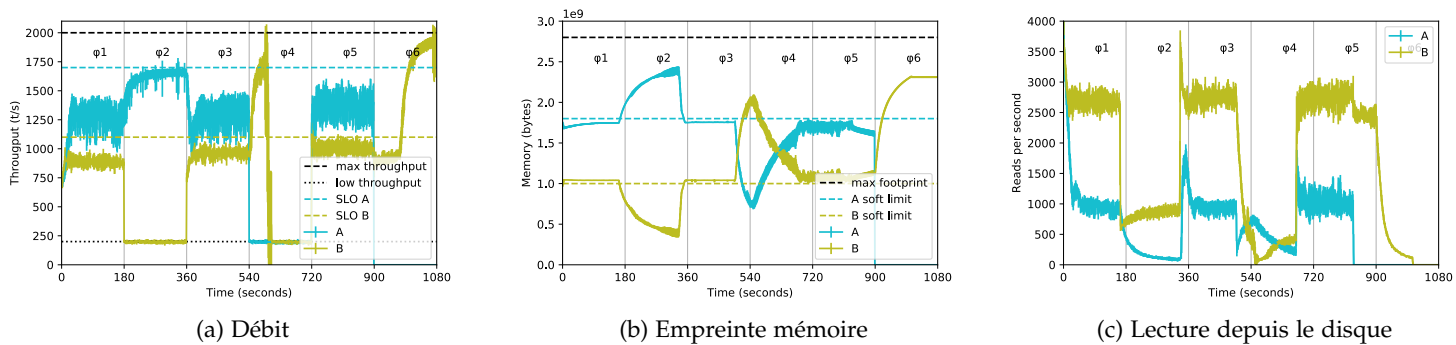 Througput (t/s)
2000
1750
1500
1250
1000
750
500
250
0
φ1 φ2 φ3 φ4 φ5 φ6
max throughput
low throughput
SLO A
SLO B
A
B
0 180 360 540 720 900 1080
Time (seconds)
(a) Débit
1e9
Memory (bytes)
3.0
2.5
2.0
1.5
1.0
0.5
0.0
φ1 φ2 φ3 φ4 φ5 φ6
max footprint
A soft limit
B soft limit
A
B
0 180 360 540 720 900 1080
Time (seconds)
(b) Empreinte mémoire
Reads per second
4000
3500
3000
2500
2000
1500
1000
500
0
φ1 φ2 φ3 φ4 φ5 φ6
A
B
0 180 360 540 720 900 1080
Time (seconds)
(c) Lecture depuis le disque